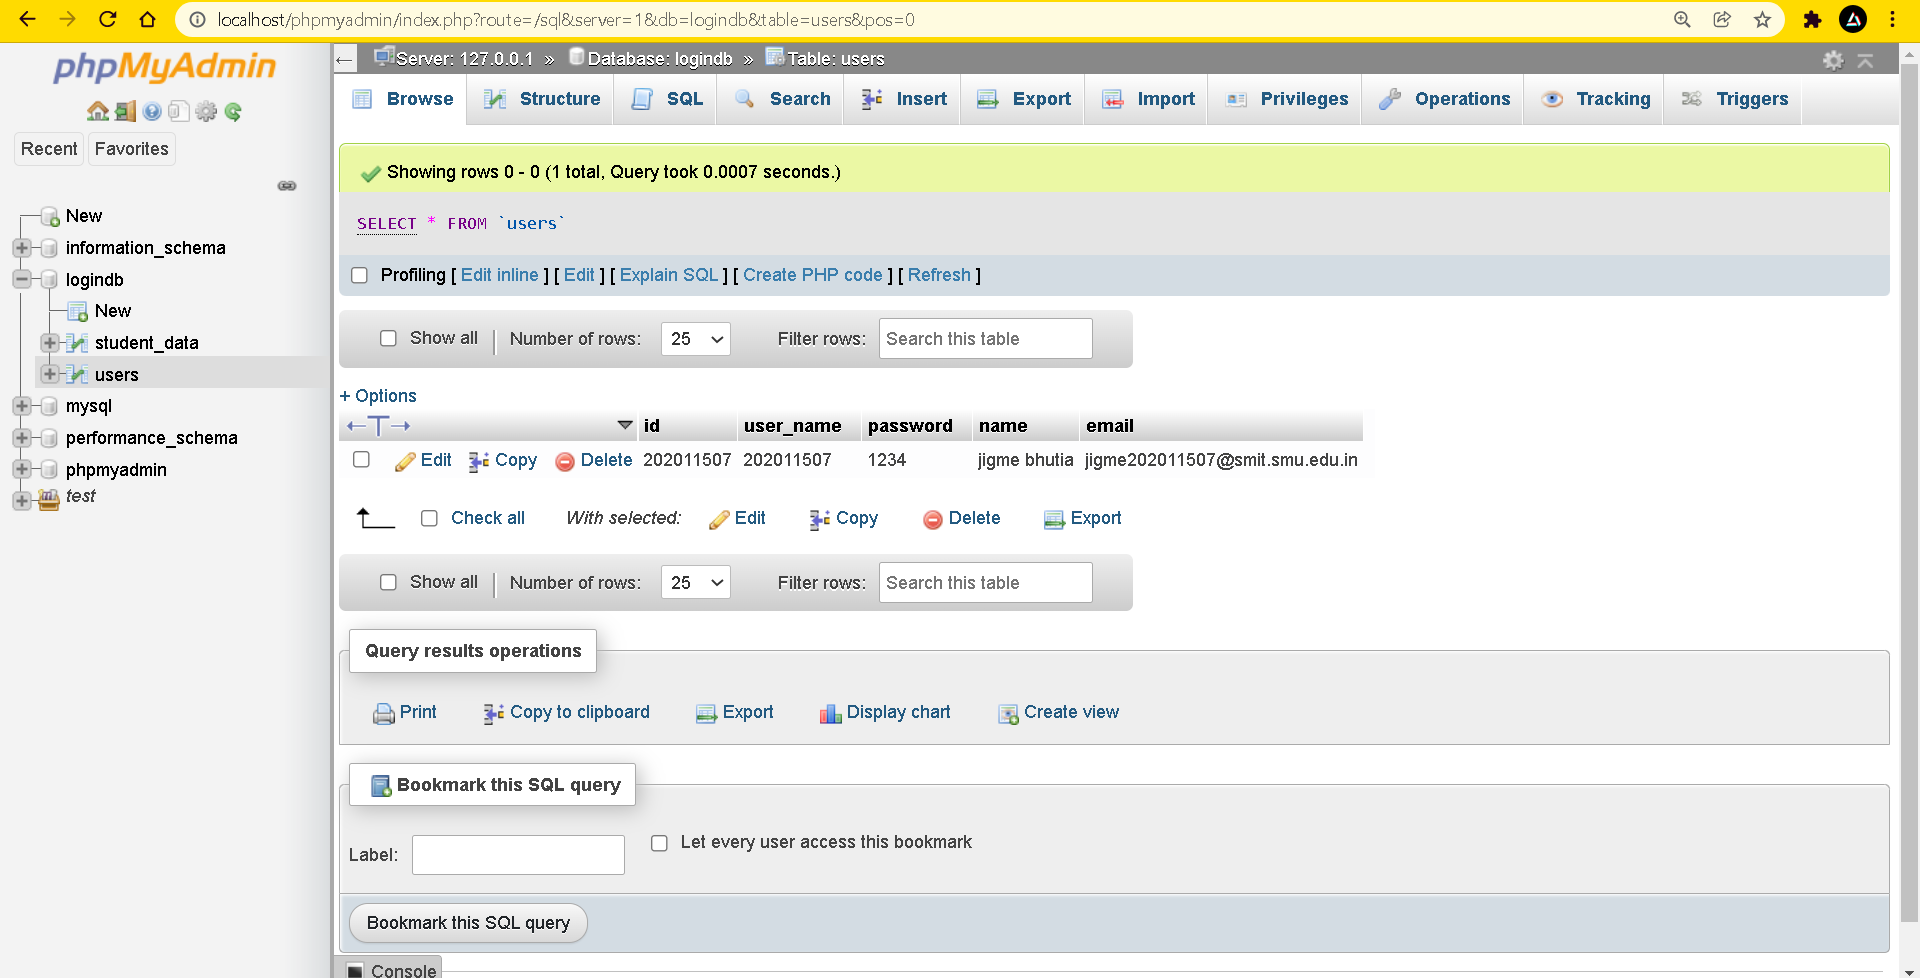 localhost/phpmyadmin/index.php?route=/sql&server=1&db=logindb&table=users&pos=0
phpMyAdmin
Recent Favorites
New
information_schema
logindb
New
student_data
users
mysql
performance_schema
phpmyadmin
test
Server: 127.0.0.1 » Database: logindb » Table: users
Browse Structure SQL Search Insert Export Import Privileges Operations Tracking Triggers
Showing rows 0 - 0 (1 total, Query took 0.0007 seconds.)
SELECT * FROM `users`
Profiling [ Edit inline ] [ Edit ] [ Explain SQL ] [ Create PHP code ] [ Refresh ]
Show all Number of rows: 25 Filter rows: Search this table
+ Options
←T→ id user_name password name email
Edit Copy Delete 202011507 202011507 1234 jigme bhutia jigme202011507@smit.smu.edu.in
Check all With selected: Edit Copy Delete Export
Show all Number of rows: 25 Filter rows: Search this table
Query results operations
Print Copy to clipboard Export Display chart Create view
Bookmark this SQL query
Label: Let every user access this bookmark
Bookmark this SQL query
Console